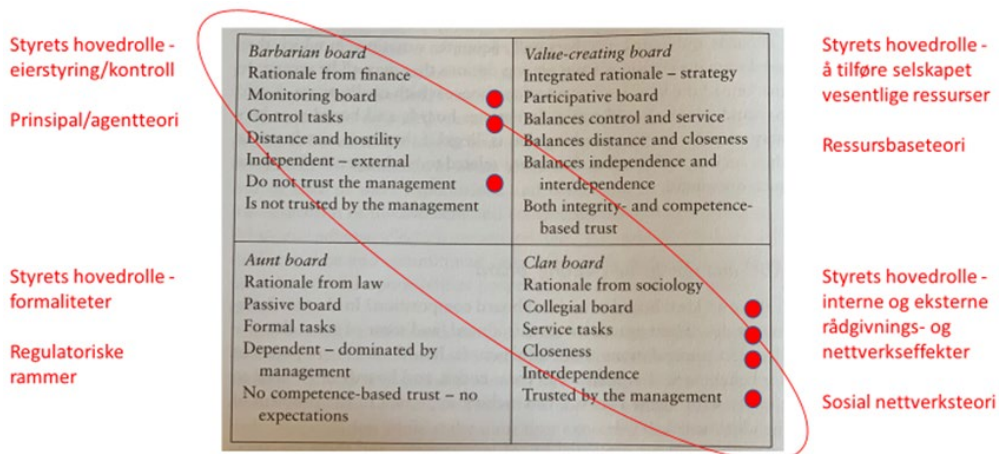 Styrets hovedrolle -
eierstyring/kontroll
Prinsipal/agentteori
Barbarian board
Rationale from finance
Monitoring board
Control tasks
Distance and hostility
Independent – external
Do not trust the management
Is not trusted by the management
Value-creating board
Integrated rationale – strategy
Participative board
Balances control and service
Balances distance and closeness
Balances independence and
interdependence
Both integrity- and competence-
based trust
Styrets hovedrolle -
å tilføre selskapet
vesentlige ressurser
Ressursbaseteori
Styrets hovedrolle -
formaliteter
Regulatoriske
rammer
Aunt board
Rationale from law
Passive board
Formal tasks
Dependent – dominated by
management
No competence-based trust – no
expectations
Clan board
Rationale from sociology
Collegial board
Service tasks
Closeness
Interdependence
Trusted by the management
Styrets hovedrolle -
interne og eksterne
rådgivnings- og
nettverkseffekter
Sosial nettverksteori